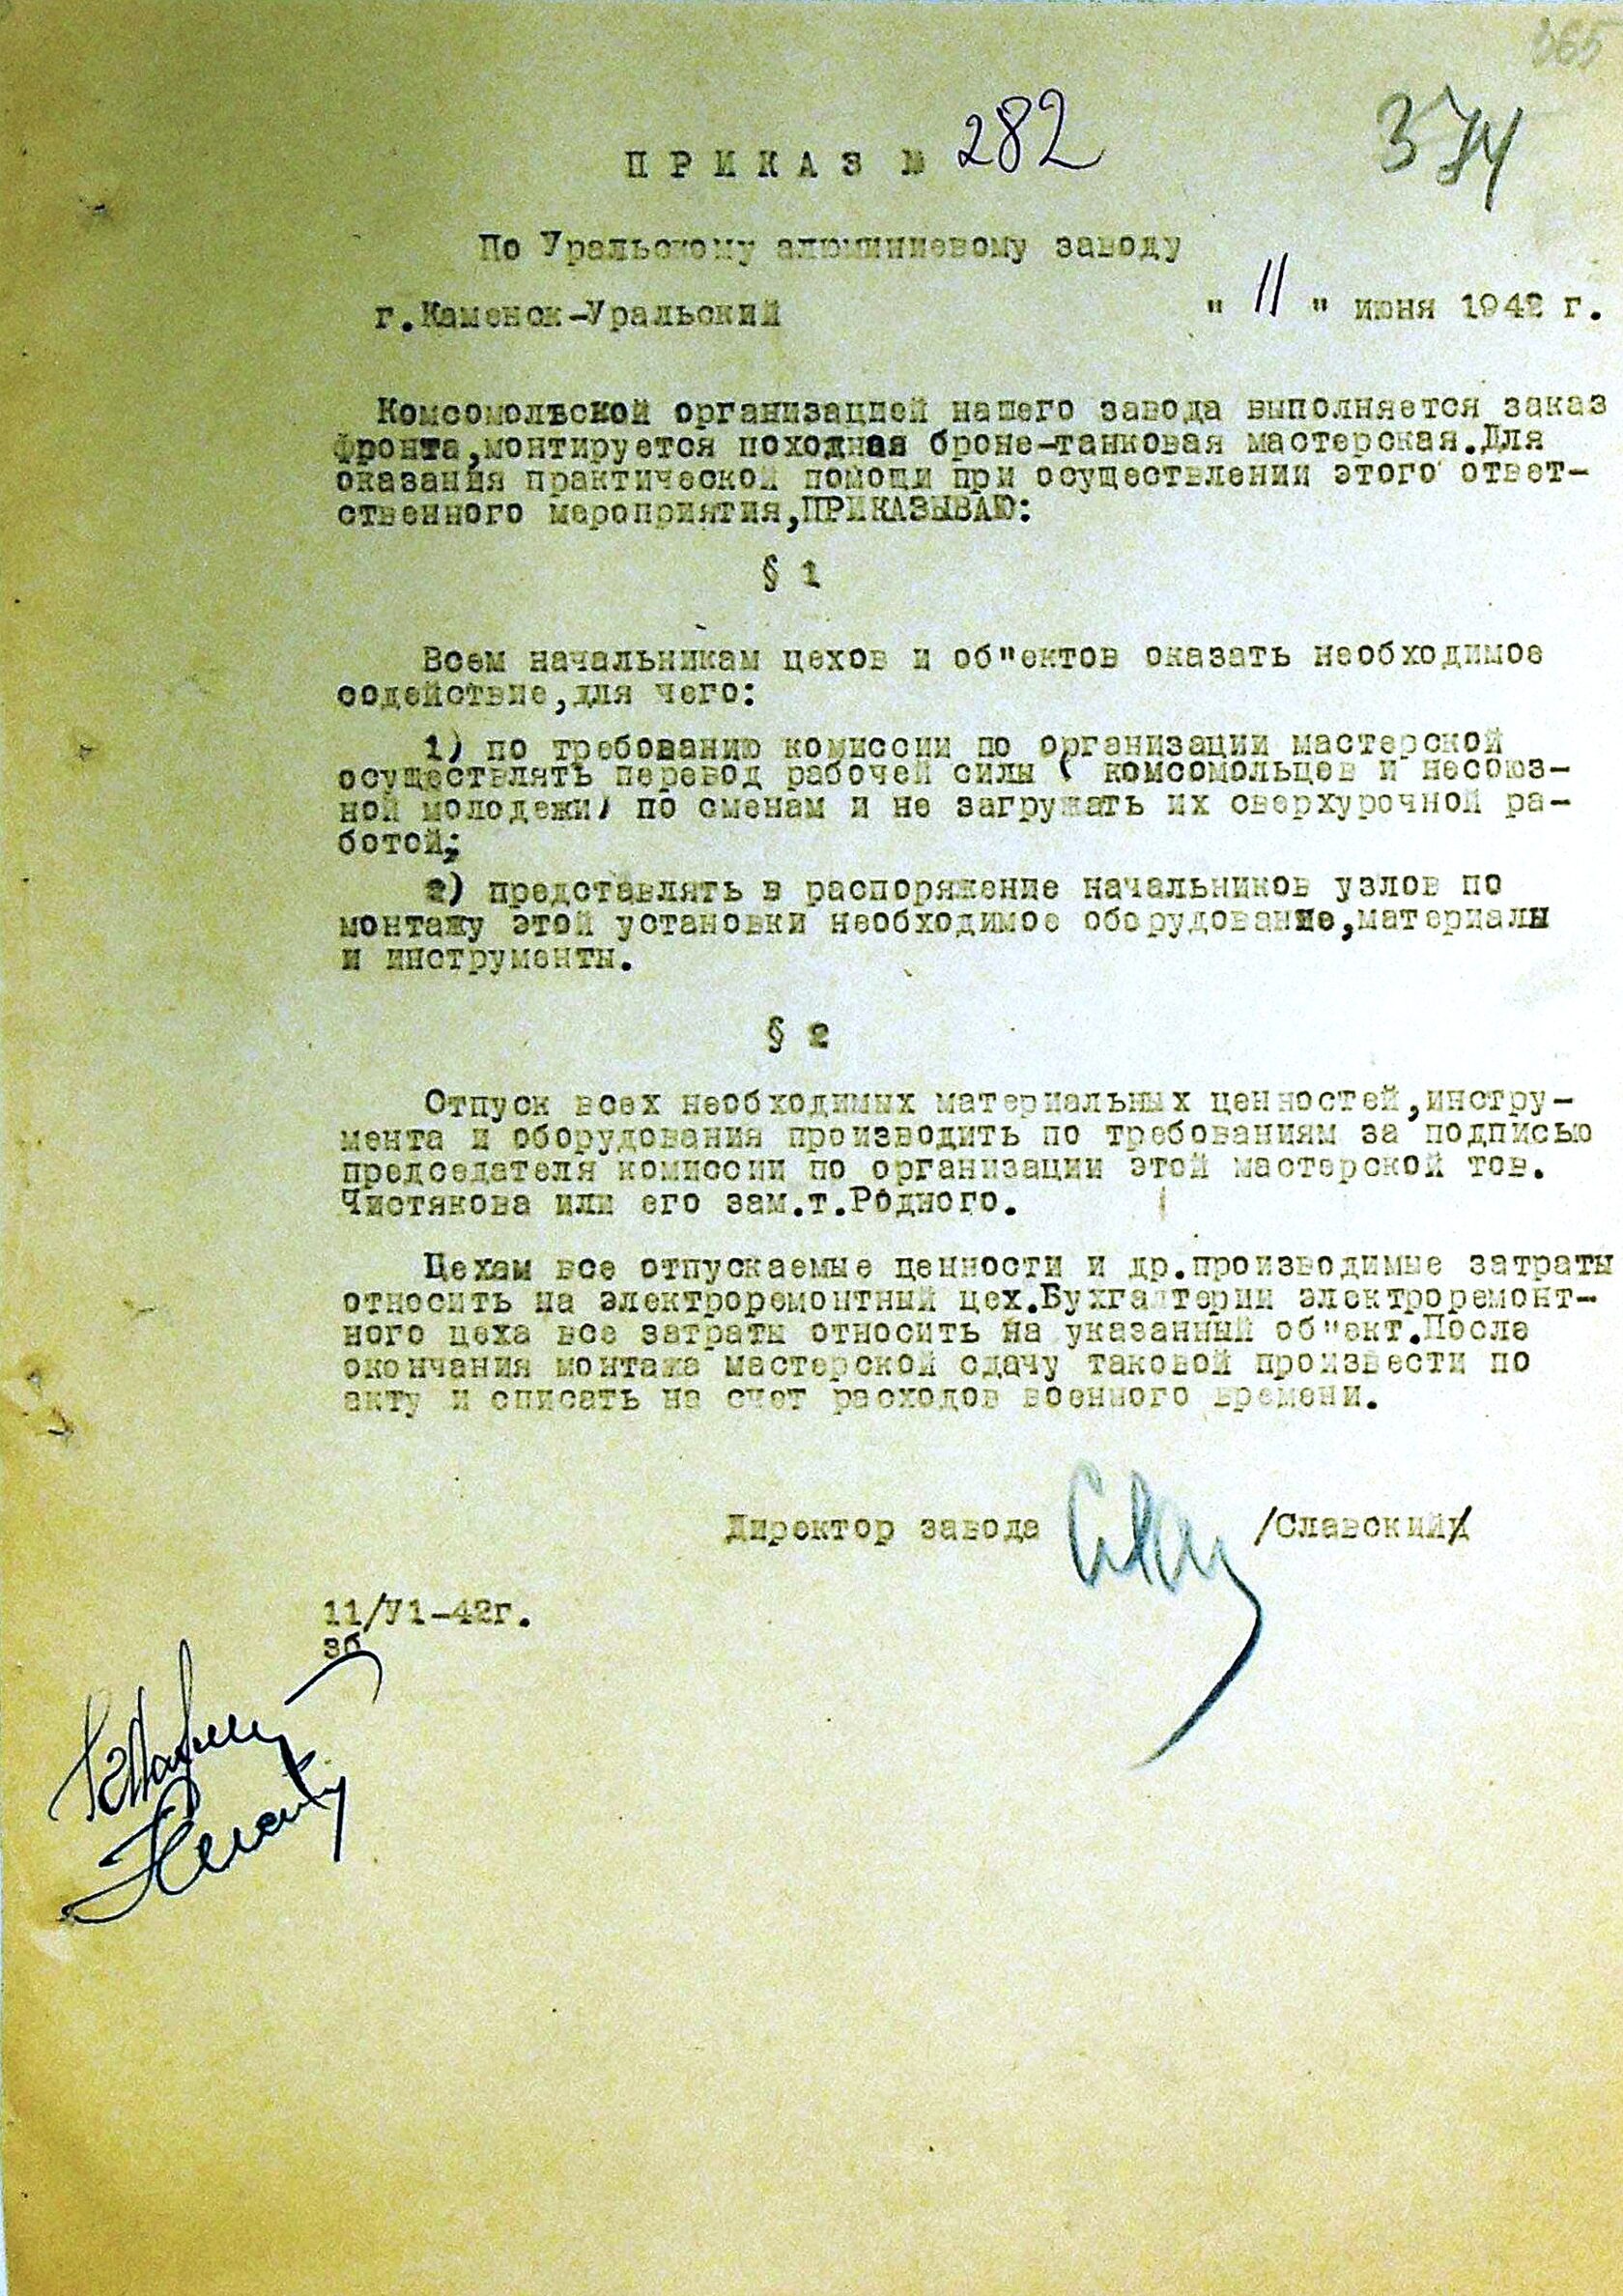 365
374
ПРИКАЗ № 282
По Уральскому алюминиевому заводу
г.Каменск-Уральский " 11 " июня 1942 г.
Комсомольской организацией нашего завода выполняется заказ
фронта,монтируется походная броне-танковая мастерская.Для
оказания практической помощи при осуществлении этого ответ-
ственного мероприятия,ПРИКАЗЫВАЮ:
§ 1
Всем начальникам цехов и об"ектов оказать необходимое
содействие,для чего:
1) по требованию комиссии по организации мастерской
осуществлять перевод рабочей силы ( комсомольцев и несоюз-
ной молодежи) по сменам и не загружать их сверхурочной ра-
ботой;
2) представлять в распоряжение начальников узлов по
монтажу этой установки необходимое оборудование,материалы
и инструменты.
§ 2
Отпуск всех необходимых материальных ценностей,инстру-
мента и оборудования производить по требованиям за подписью
председателя комиссии по организации этой мастерской тов.
Чистякова или его зам.т.Родного.
Цехам все отпускаемые ценности и др.производимые затраты
относить на электроремонтный цех.Бухгалтерии электроремонт-
ного цеха все затраты относить на указанный об"ект.После
окончания монтажа мастерской сдачу таковой произвести по
акту и списать на счет расходов военного времени.
Директор завода /Славский/
11/У1-42г.
зб